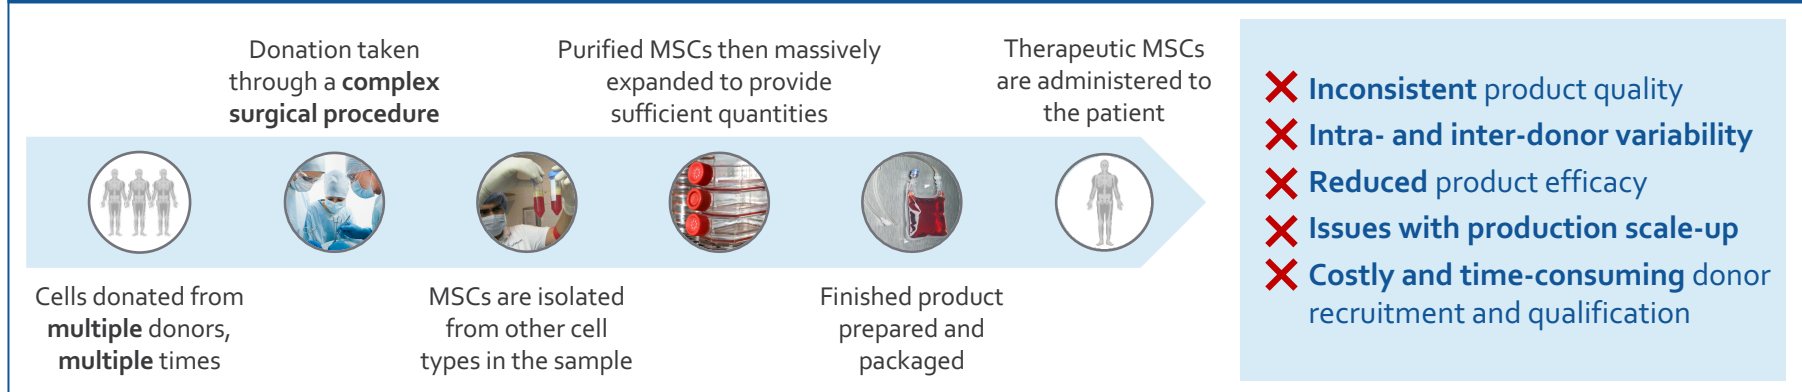 Donation taken
through a complex
surgical procedure
Purified MSCs then massively
expanded to provide
sufficient quantities
Therapeutic MSCs
are administered to
the patient
Cells donated from
multiple donors,
multiple times
MSCs are isolated
from other cell
types in the sample
Finished product
prepared and
packaged
Inconsistent product quality
Intra- and inter-donor variability
Reduced product efficacy
Issues with production scale-up
Costly and time-consuming donor
recruitment and qualification